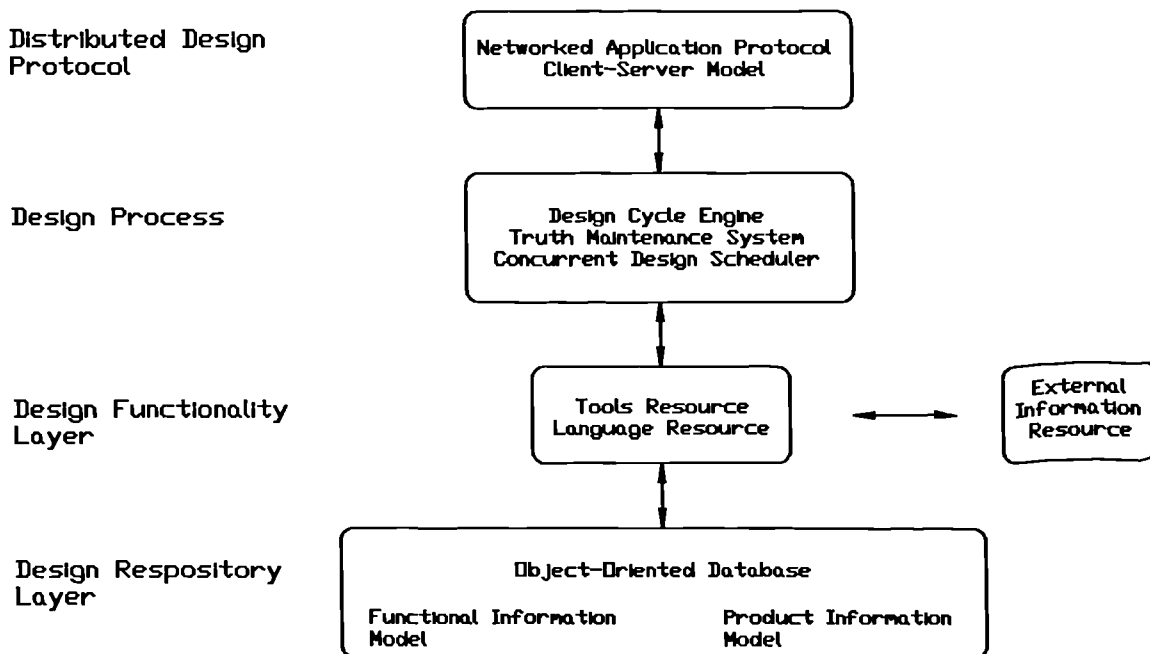 Distributed Design
Protocol
Networked Application Protocol
Client-Server Model
Design Process
Design Cycle Engine
Truth Maintenance System
Concurrent Design Scheduler
Design Functionality
Layer
Tools Resource
Language Resource
External
Information
Resource
Design Respository
Layer
Object-Oriented Database
Functional Information
Model
Product Information
Model